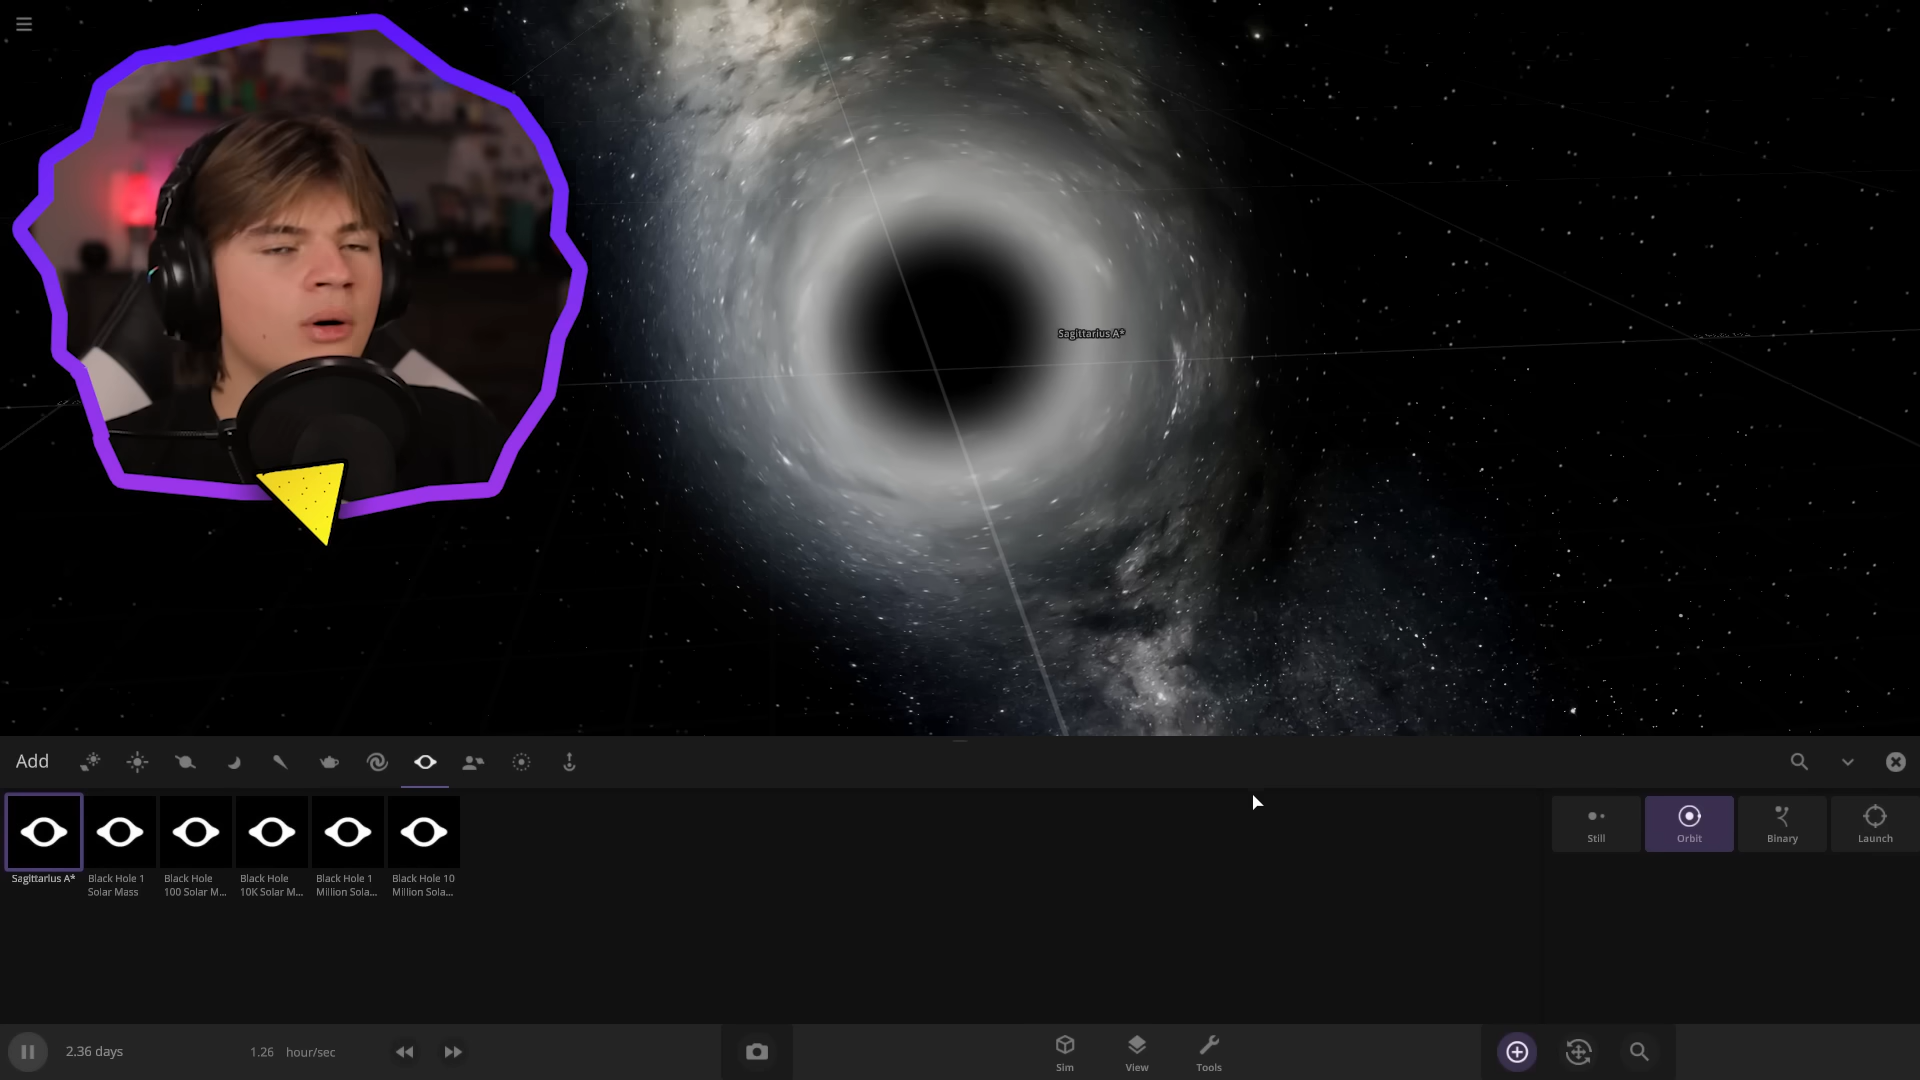 Sagittarius A*
Add
Sagittarius A*
Black Hole 1
Solar Mass
Black Hole
100 Solar M...
Black Hole
10K Solar M...
Black Hole 1
Million Sola...
Black Hole 10
Million Sola...
Still
Orbit
Binary
Launch
2.36 days
1.26 hour/sec
Sim
View
Tools